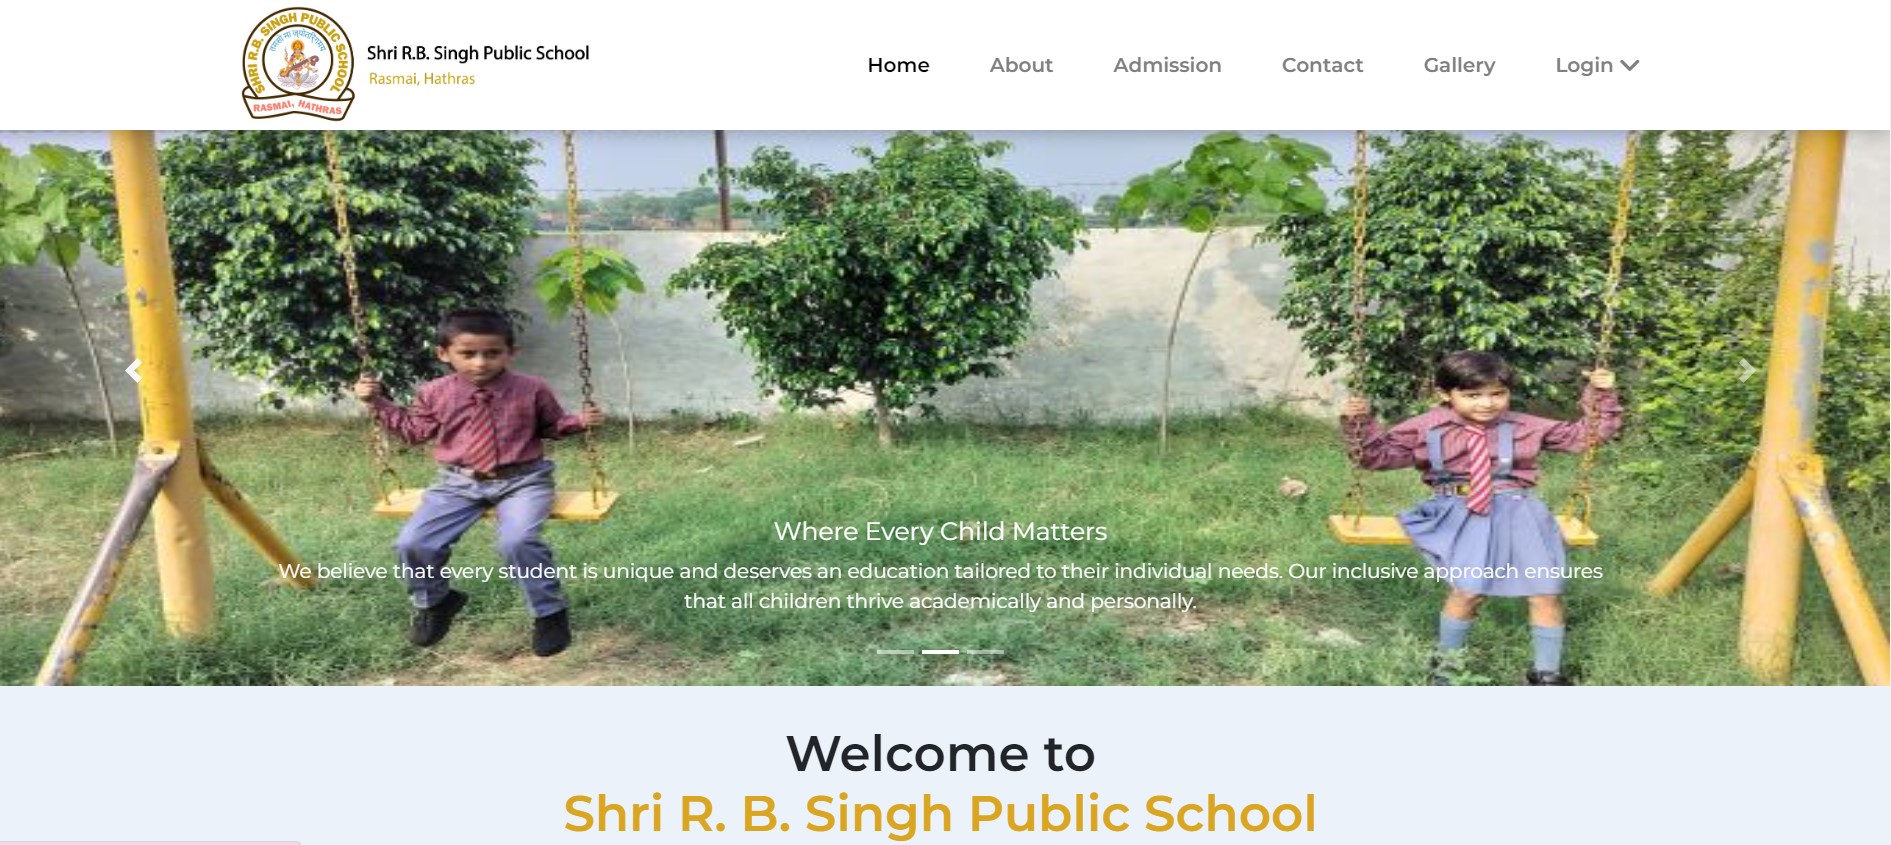 SHRI R.B. SINGH PUBLIC SCHOOL
तमसो मा ज्योतिर्गमय
RASMAI, HATHRAS
Shri R.B. Singh Public School
Rasmai, Hathras
Home About Admission Contact Gallery Login
Where Every Child Matters
We believe that every student is unique and deserves an education tailored to their individual needs. Our inclusive approach ensures
that all children thrive academically and personally.
Welcome to
Shri R. B. Singh Public School